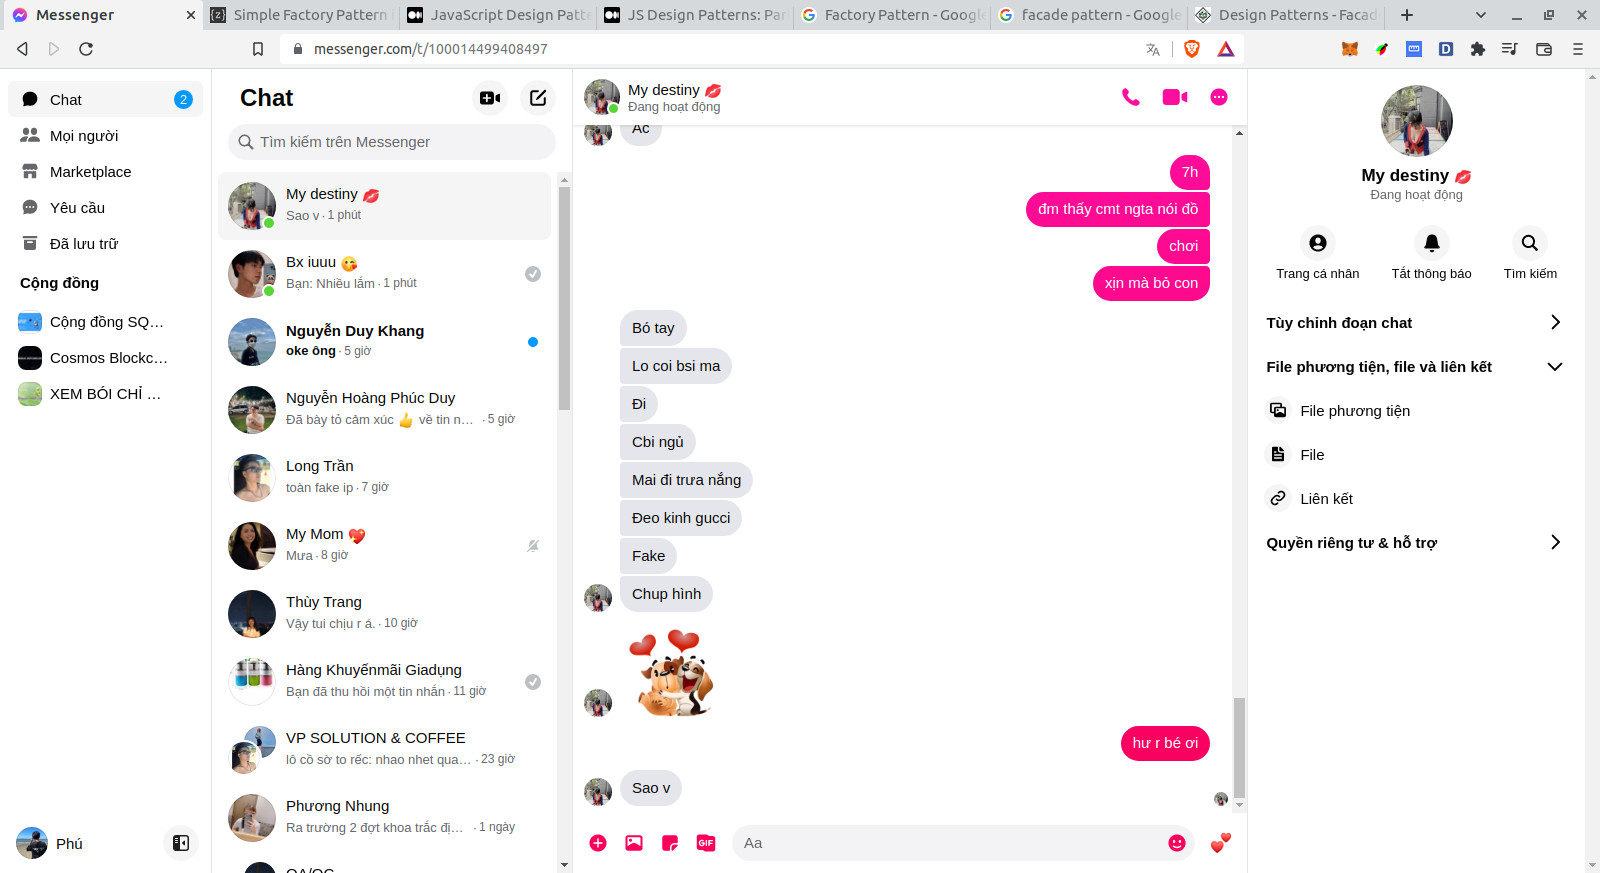 Messenger
Simple Factory Pattern
JavaScript Design Patte
JS Design Patterns: Par
Factory Pattern - Google
facade pattern - Google
Design Patterns - Facad
messenger.com/t/100014499408497
Chat
2
Mọi người
Marketplace
Yêu cầu
Đã lưu trữ
Cộng đồng
Cộng đồng SQ...
Cosmos Blockc...
XEM BÓI CHỈ ...
Phú
Chat
Tìm kiếm trên Messenger
My destiny 💋
Sao v · 1 phút
Bx iuuu 😋
Bạn: Nhiều lắm · 1 phút
Nguyễn Duy Khang
oke ông · 5 giờ
Nguyễn Hoàng Phúc Duy
Đã bày tỏ cảm xúc 👍 về tin n... · 5 giờ
Long Trần
toàn fake ip · 7 giờ
My Mom 💖
Mưa · 8 giờ
Thùy Trang
Vậy tui chịu r á. · 10 giờ
Hàng Khuyếnmãi Giadụng
Bạn đã thu hồi một tin nhắn · 11 giờ
VP SOLUTION & COFFEE
lô cồ sờ to rếc: nhao nhet qua... · 23 giờ
Phương Nhung
Ra trường 2 đợt khoa trắc đị... · 1 ngày
My destiny 💋
Đang hoạt động
Ac
7h
đm thấy cmt ngta nói đồ
chơi
xịn mà bỏ con
Bó tay
Lo coi bsi ma
Đi
Cbi ngủ
Mai đi trưa nắng
Đeo kinh gucci
Fake
Chup hình
hư r bé ơi
Sao v
GIF
Aa
My destiny 💋
Đang hoạt động
Trang cá nhân
Tắt thông báo
Tìm kiếm
Tùy chỉnh đoạn chat
File phương tiện, file và liên kết
File phương tiện
File
Liên kết
Quyền riêng tư & hỗ trợ